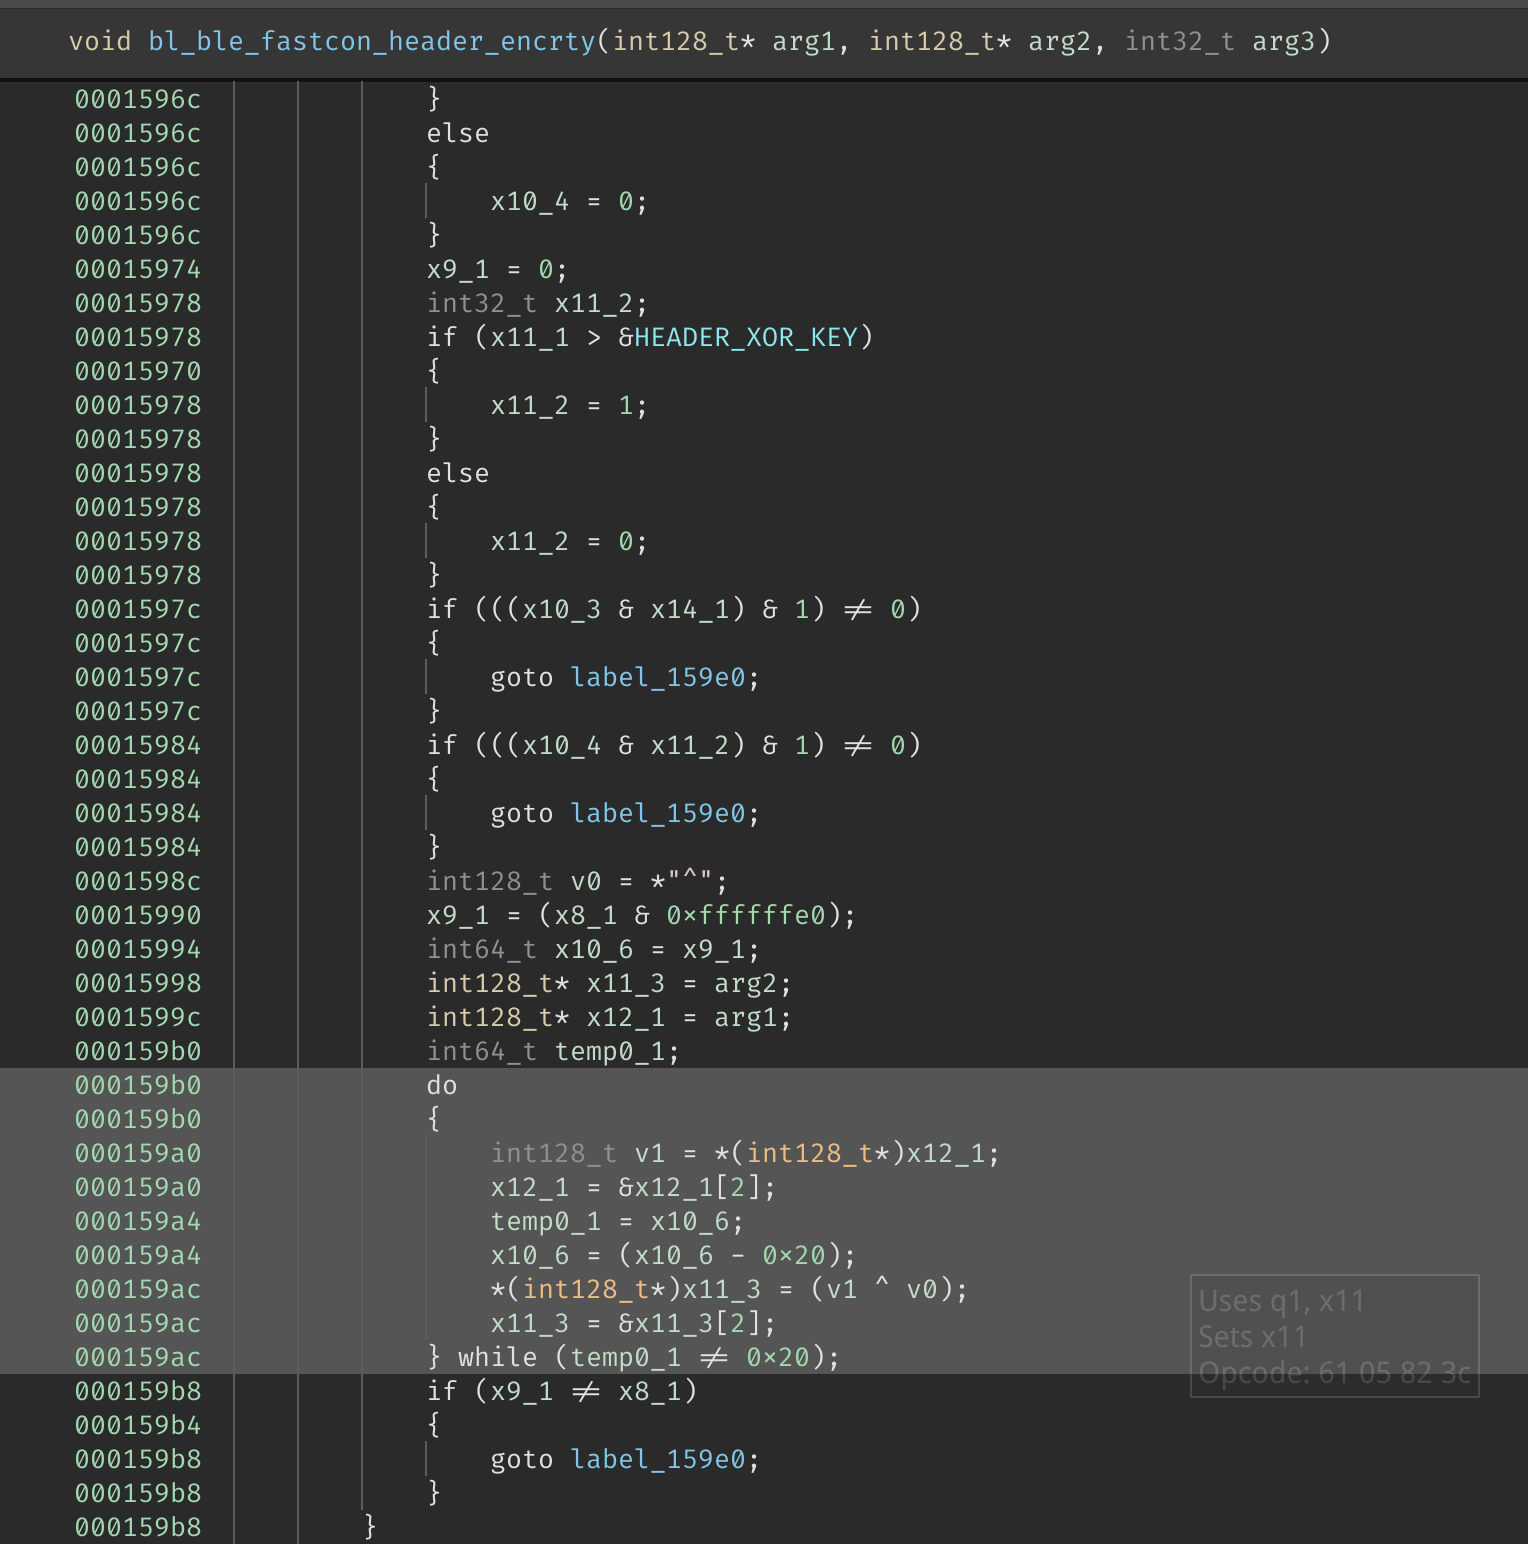 void bl_ble_fastcon_header_encrty(int128_t* arg1, int128_t* arg2, int32_t arg3)
0001596c }
0001596c else
0001596c {
0001596c x10_4 = 0;
0001596c }
00015974 x9_1 = 0;
00015978 int32_t x11_2;
00015978 if (x11_1 > &HEADER_XOR_KEY)
00015970 {
00015978 x11_2 = 1;
00015978 }
00015978 else
00015978 {
00015978 x11_2 = 0;
00015978 }
0001597c if (((x10_3 & x14_1) & 1) ≠ 0)
0001597c {
0001597c goto label_159e0;
0001597c }
00015984 if (((x10_4 & x11_2) & 1) ≠ 0)
00015984 {
00015984 goto label_159e0;
00015984 }
0001598c int128_t v0 = *"^";
00015990 x9_1 = (x8_1 & 0×ffffffe0);
00015994 int64_t x10_6 = x9_1;
00015998 int128_t* x11_3 = arg2;
0001599c int128_t* x12_1 = arg1;
000159b0 int64_t temp0_1;
000159b0 do
000159b0 {
000159a0 int128_t v1 = *(int128_t*)x12_1;
000159a0 x12_1 = &x12_1[2];
000159a4 temp0_1 = x10_6;
000159a4 x10_6 = (x10_6 - 0×20);
000159ac *(int128_t*)x11_3 = (v1 ^ v0);
000159ac x11_3 = &x11_3[2];
000159ac } while (temp0_1 ≠ 0×20);
000159b8 if (x9_1 ≠ x8_1)
000159b4 {
000159b8 goto label_159e0;
000159b8 }
000159b8 }
Uses q1, x11
Sets x11
Opcode: 61 05 82 3c